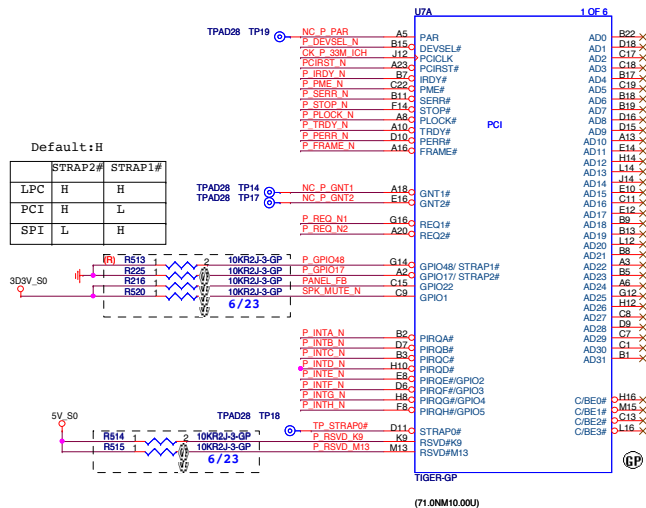 U7A 1 OF 6
TPAD28 TP19 NC_P_PAR A5 PAR AD0 B22
P_DEVSEL_N B15 DEVSEL# AD1 D18
CK_P_33M_ICH J12 PCICLK AD2 C17
PCIRST_N A23 PCIRST# AD3 C18
P_IRDY_N B7 IRDY# AD4 B17
P_PME_N C22 PME# AD5 C19
P_SERR_N B11 SERR# AD6 B18
P_STOP_N F14 STOP# AD7 B19
P_PLOCK_N A8 PLOCK# AD8 D16
P_TRDY_N A10 TRDY# AD9 D15
P_PERR_N D10 PERR# AD10 A13
P_FRAME_N A16 FRAME# AD11 E14
PCI
AD12 H14
AD13 L14
AD14 J14
TPAD28 TP14 NC_P_GNT1 A18 GNT1# AD15 E10
TPAD28 TP17 NC_P_GNT2 E16 GNT2# AD16 C11
AD17 E12
P_REQ_N1 G16 REQ1# AD18 B9
P_REQ_N2 A20 REQ2# AD19 B13
AD20 L12
AD21 B8
(R) R513 1 2 10KR2J-3-GP P_GPIO48 G14 GPIO48/ STRAP1# AD22 A3
R225 1 10KR2J-3-GP P_GPIO17 A2 GPIO17/ STRAP2# AD23 B5
R216 1 10KR2J-3-GP PANEL_FB C15 GPIO22 AD24 A6
3D3V_S0 R520 1 10KR2J-3-GP SPK_MUTE_N C9 GPIO1 AD25 G12
6/23
AD26 H12
AD27 C8
AD28 D9
AD29 C7
AD30 C1
AD31 B1
P_INTA_N B2 PIRQA#
P_INTB_N D7 PIRQB#
P_INTC_N B3 PIRQC#
P_INTD_N H10 PIRQD#
P_INTE_N E8 PIRQE#/GPIO2
P_INTF_N D6 PIRQF#/GPIO3
P_INTG_N H8 PIRQG#/GPIO4 C/BE0# H16
P_INTH_N F8 PIRQH#/GPIO5 C/BE1# M15
C/BE2# C13
TPAD28 TP18 TP_STRAP0# D11 STRAP0# C/BE3# L16
5V_S0
R514 1 2 10KR2J-3-GP P_RSVD_K9 K9 RSVD#K9
R515 1 10KR2J-3-GP P_RSVD_M13 M13 RSVD#M13
6/23
TIGER-GP
GP
(71.0NM10.00U)
Default:H
STRAP2# STRAP1#
LPC H H
PCI H L
SPI L H